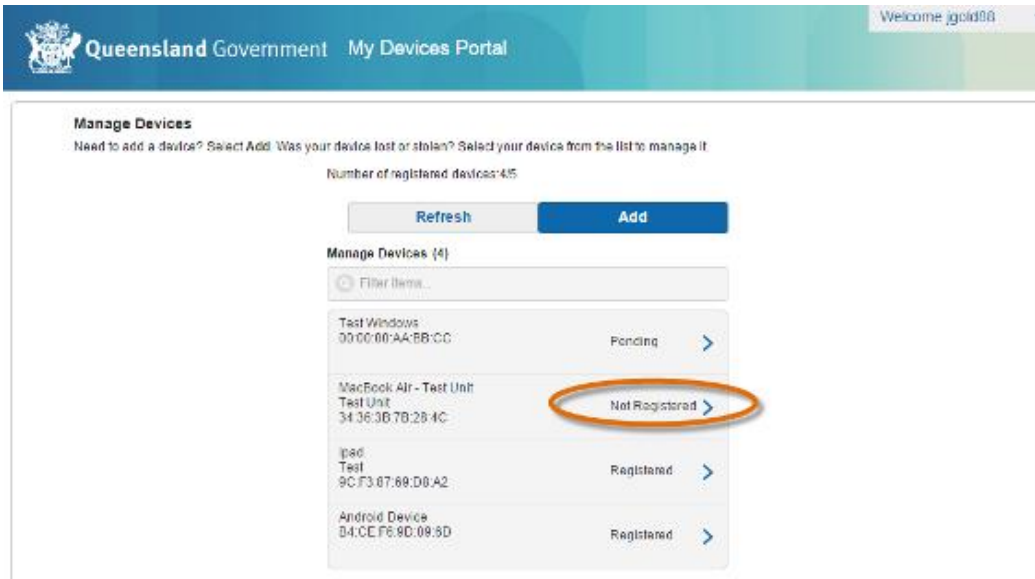 Welcome jgold88
Queensland Government My Devices Portal
Manage Devices
Need to add a device? Select Add. Was your device lost or stolen? Select your device from the list to manage it.
Number of registered devices:4/5
Refresh Add
Manage Devices (4)
Filter items...
Test Windows
00:00:00:AA:BB:CC
Pending
MacBook Air - Test Unit
Test Unit
34:36:3B:7B:28:4C
Not Registered
Ipad
Test
9C:F3:87:69:D8:A2
Registered
Android Device
B4:CE:F6:9D:09:6D
Registered